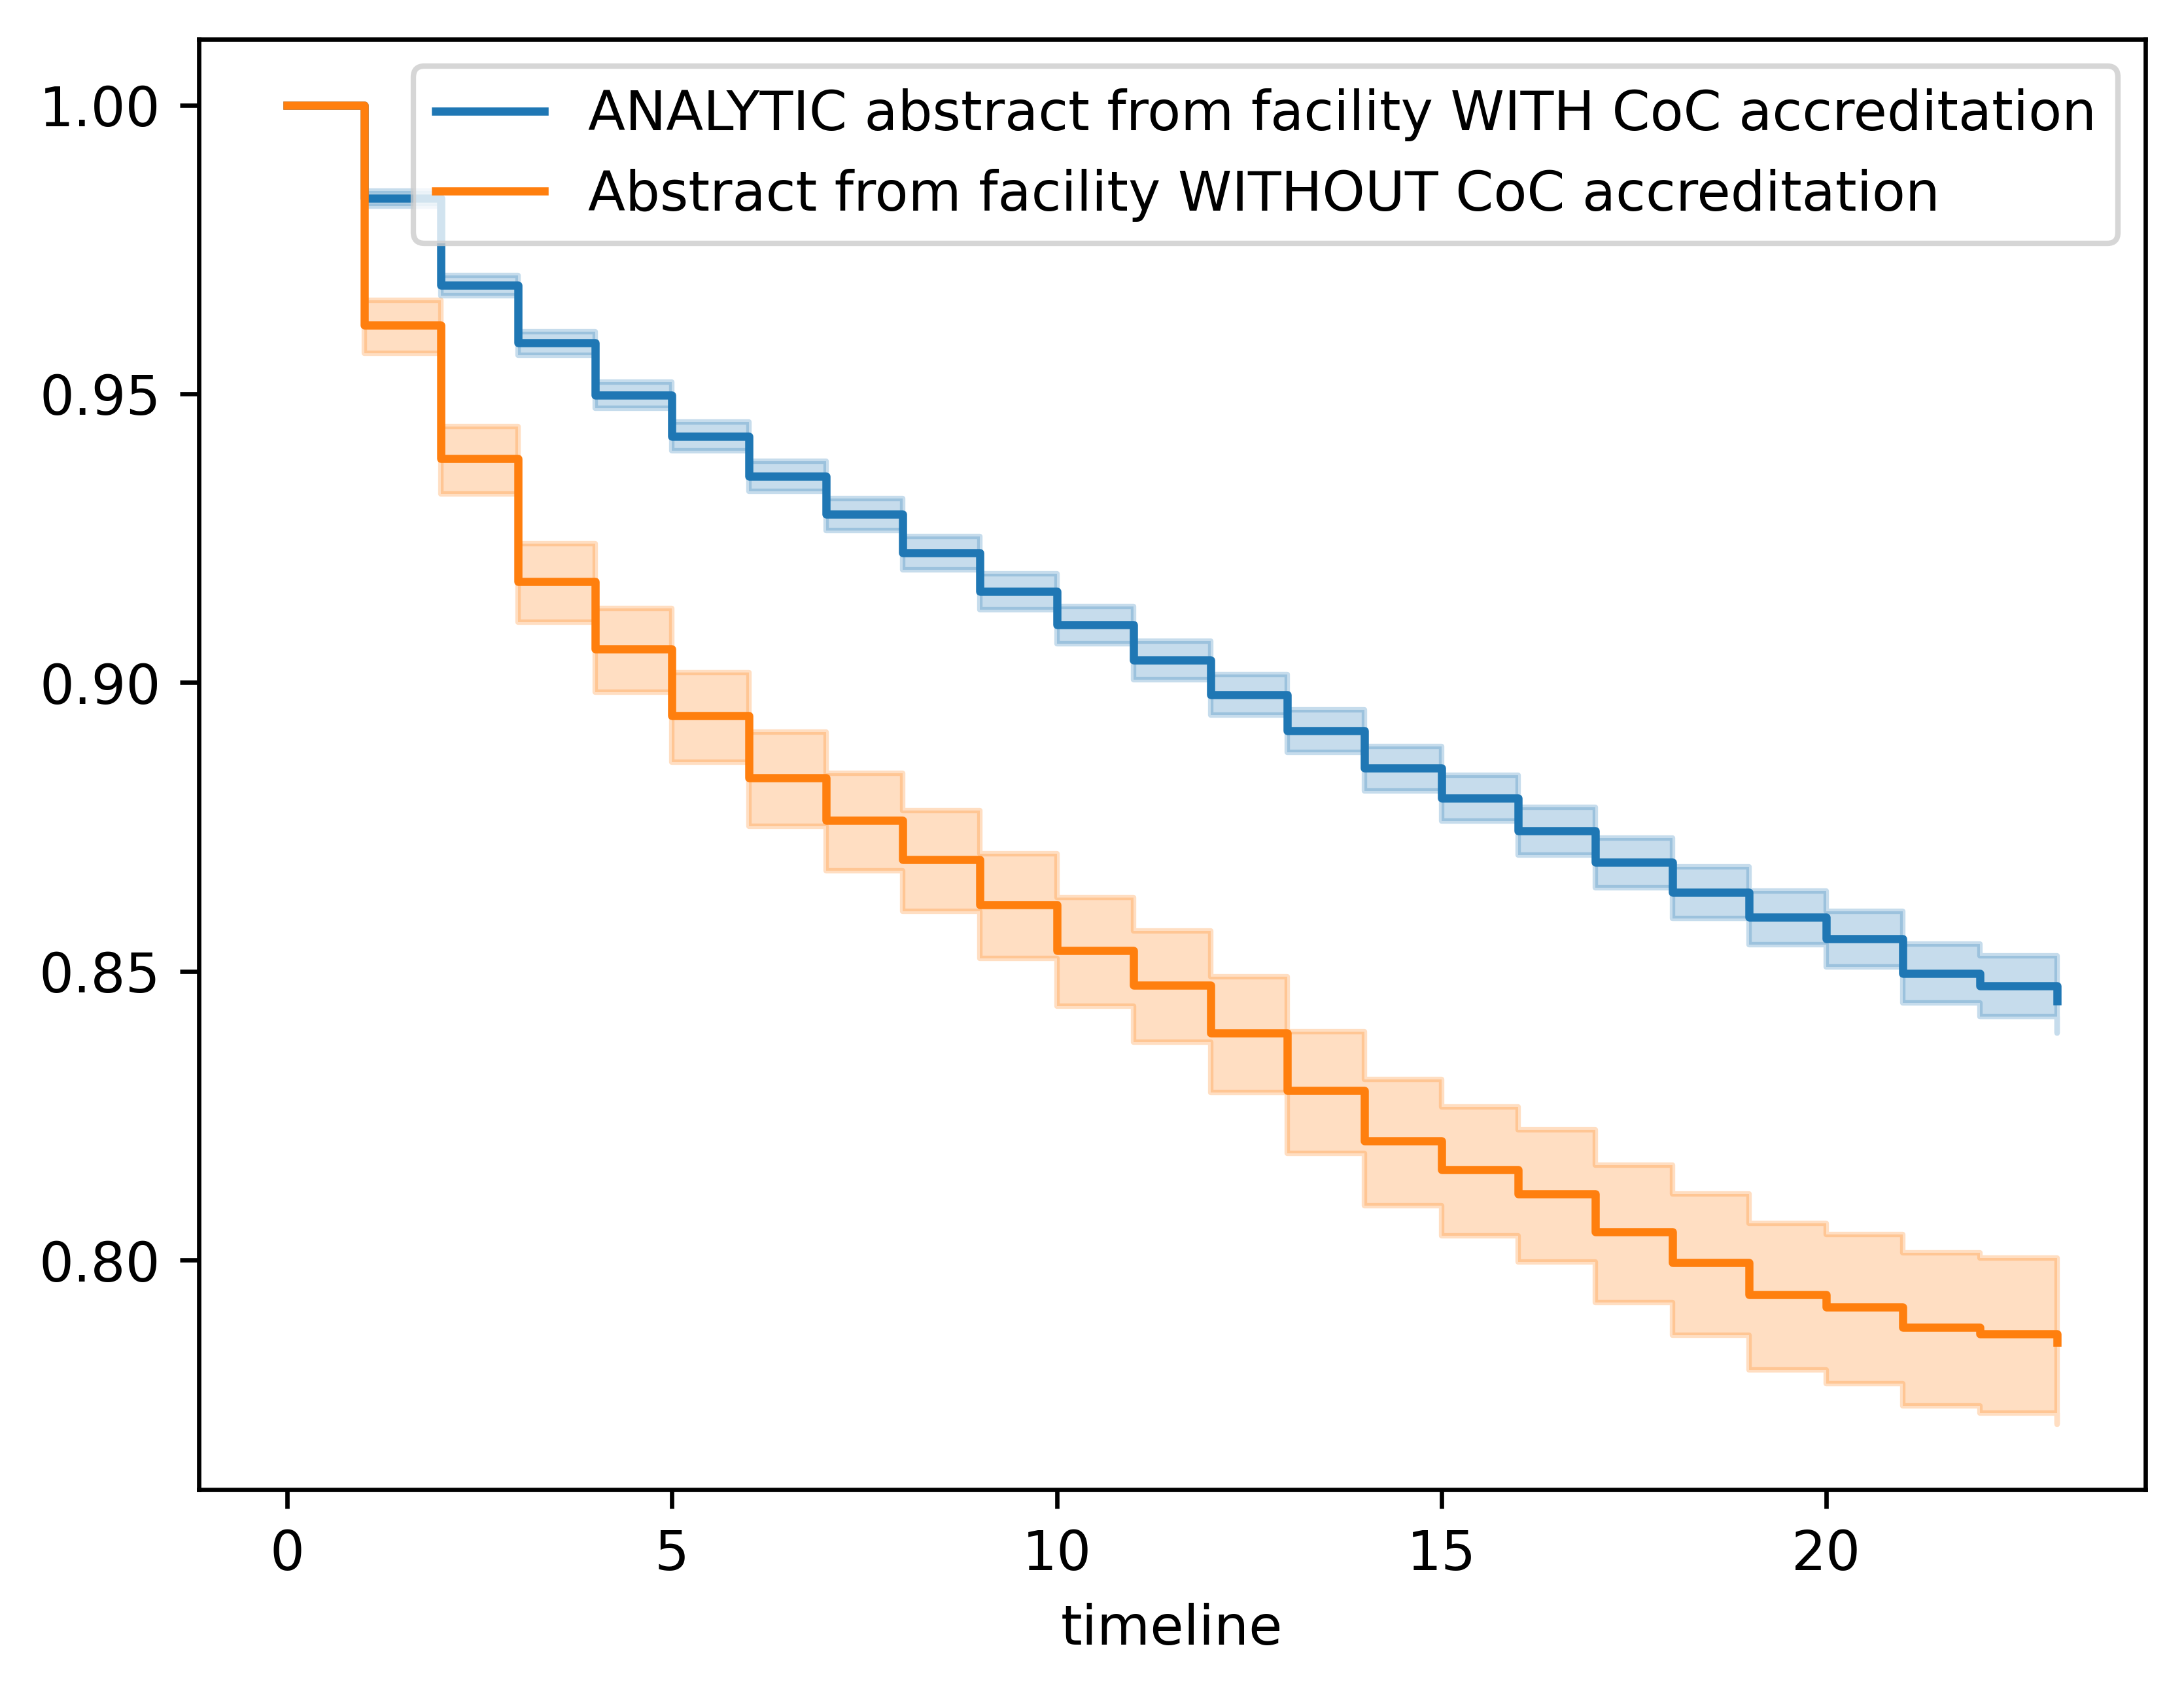 ANALYTIC abstract from facility WITH CoC accreditation
Abstract from facility WITHOUT CoC accreditation
1.00
0.95
0.90
0.85
0.80
0 5 10 15 20
timeline